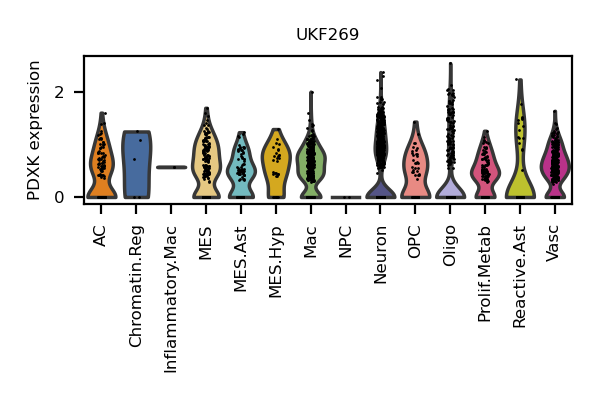 UKF269
PDXK expression
2
0
AC
Chromatin.Reg
Inflammatory.Mac
MES
MES.Ast
MES.Hyp
Mac
NPC
Neuron
OPC
Oligo
Prolif.Metab
Reactive.Ast
Vasc